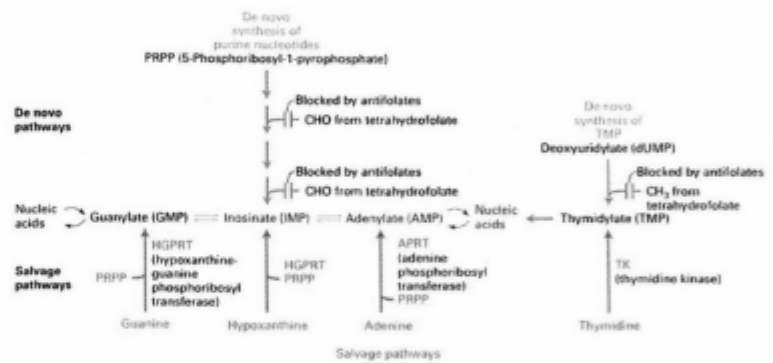 De novo
synthesis of
purine nucleotides
PRPP (5-Phosphoribosyl-1-pyrophosphate)
Blocked by antifolates
CHO from tetrahydrofolate
De novo
pathways
De novo
synthesis of
TMP
Deoxyuridylate (dUMP)
Blocked by antifolates
CHO from tetrahydrofolate
Blocked by antifolates
CH₃ from
tetrahydrofolate
Nucleic
acids
Guanylate (GMP)
Inosinate (IMP)
Adenylate (AMP)
Nucleic
acids
Thymidylate (TMP)
Salvage
pathways
PRPP
HGPRT
(hypoxanthine-
guanine
phosphoribosyl
transferase)
HGPRT
PRPP
APRT
(adenine
phosphoribosyl
transferase)
PRPP
TK
(thymidine kinase)
Guanine
Hypoxanthine
Adenine
Thymidine
Salvage pathways